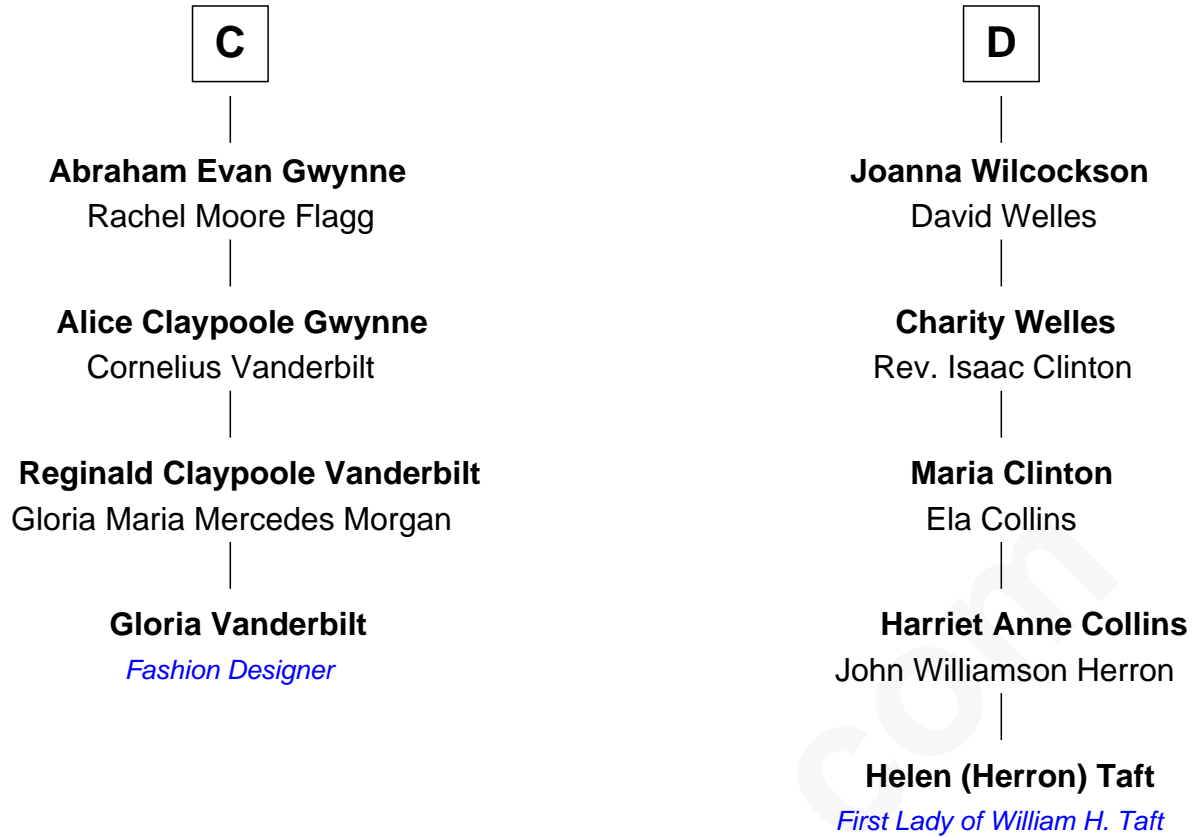 C
Abraham Evan Gwynne
Rachel Moore Flagg
Alice Claypoole Gwynne
Cornelius Vanderbilt
Reginald Claypoole Vanderbilt
Gloria Maria Mercedes Morgan
Gloria Vanderbilt
Fashion Designer
D
Joanna Wilcockson
David Welles
Charity Welles
Rev. Isaac Clinton
Maria Clinton
Ela Collins
Harriet Anne Collins
John Williamson Herron
Helen (Herron) Taft
First Lady of William H. Taft
com